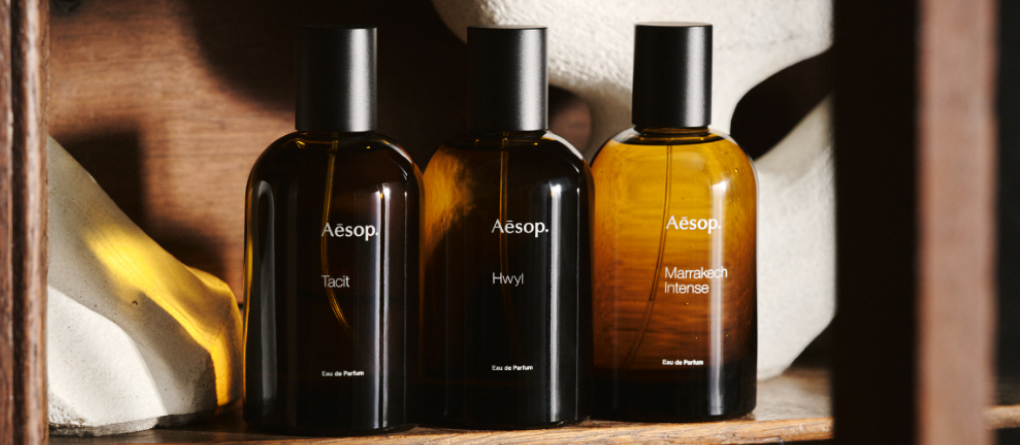 Aēsop.
Tacit
Eau de Parfum
Aēsop.
Hwyl
Eau de Parfum
Aēsop.
Marrakech
Intense
Eau de Parfum